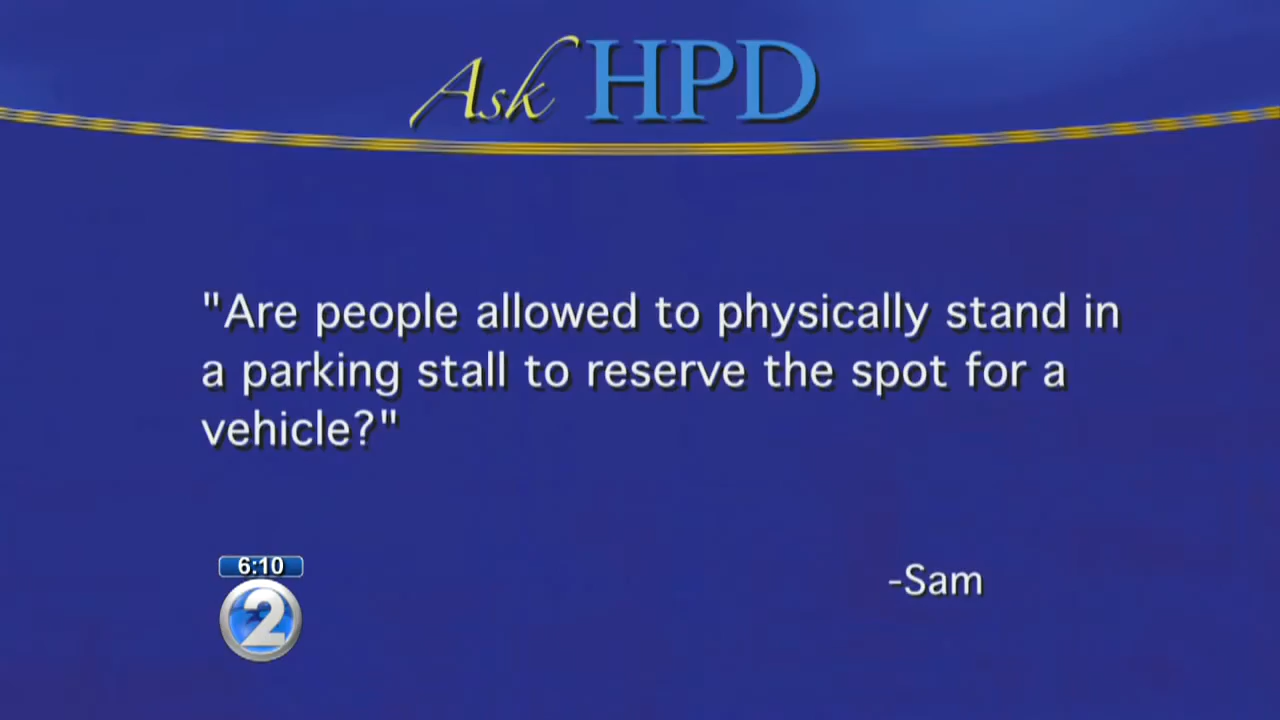 Ask HPD
"Are people allowed to physically stand in
a parking stall to reserve the spot for a
vehicle?"
-Sam
6:10
2